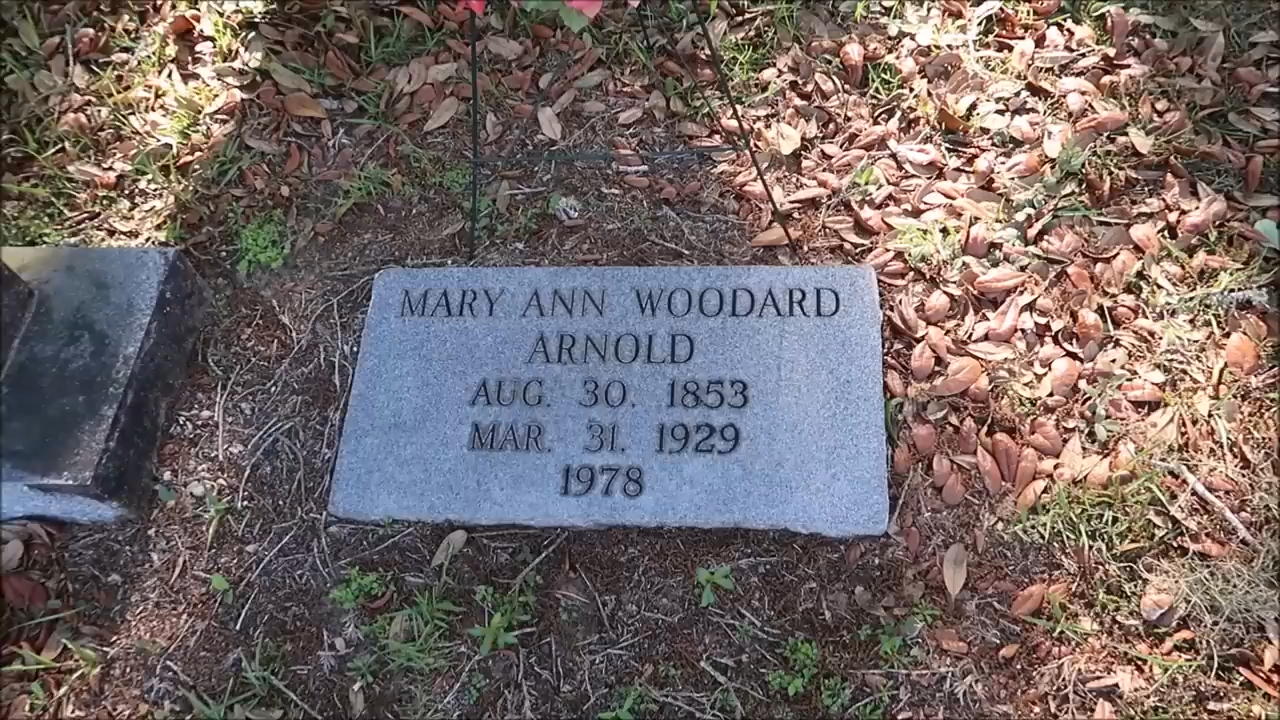 MARY ANN WOODARD
ARNOLD
AUG. 30. 1853
MAR. 31. 1929
1978